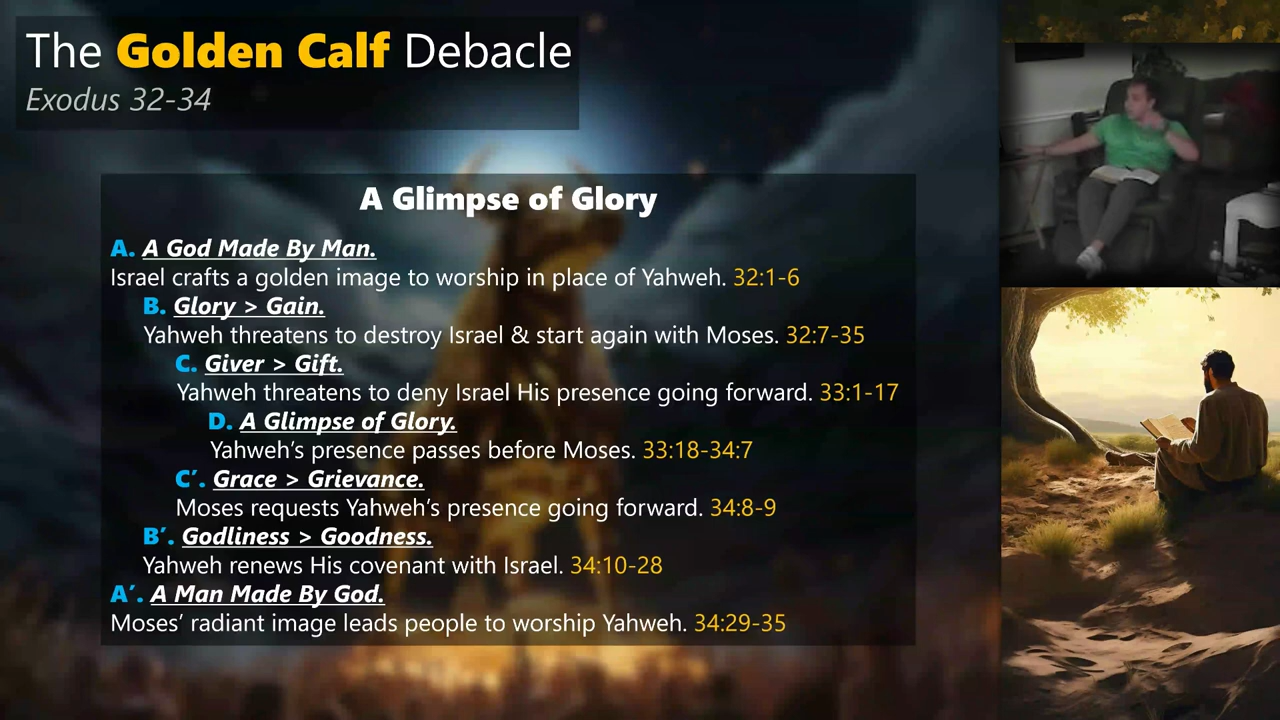 The Golden Calf Debacle
Exodus 32-34
A Glimpse of Glory
A. A God Made By Man.
Israel crafts a golden image to worship in place of Yahweh. 32:1-6
B. Glory > Gain.
Yahweh threatens to destroy Israel & start again with Moses. 32:7-35
C. Giver > Gift.
Yahweh threatens to deny Israel His presence going forward. 33:1-17
D. A Glimpse of Glory.
Yahweh’s presence passes before Moses. 33:18-34:7
C′. Grace > Grievance.
Moses requests Yahweh’s presence going forward. 34:8-9
B′. Godliness > Goodness.
Yahweh renews His covenant with Israel. 34:10-28
A′. A Man Made By God.
Moses’ radiant image leads people to worship Yahweh. 34:29-35